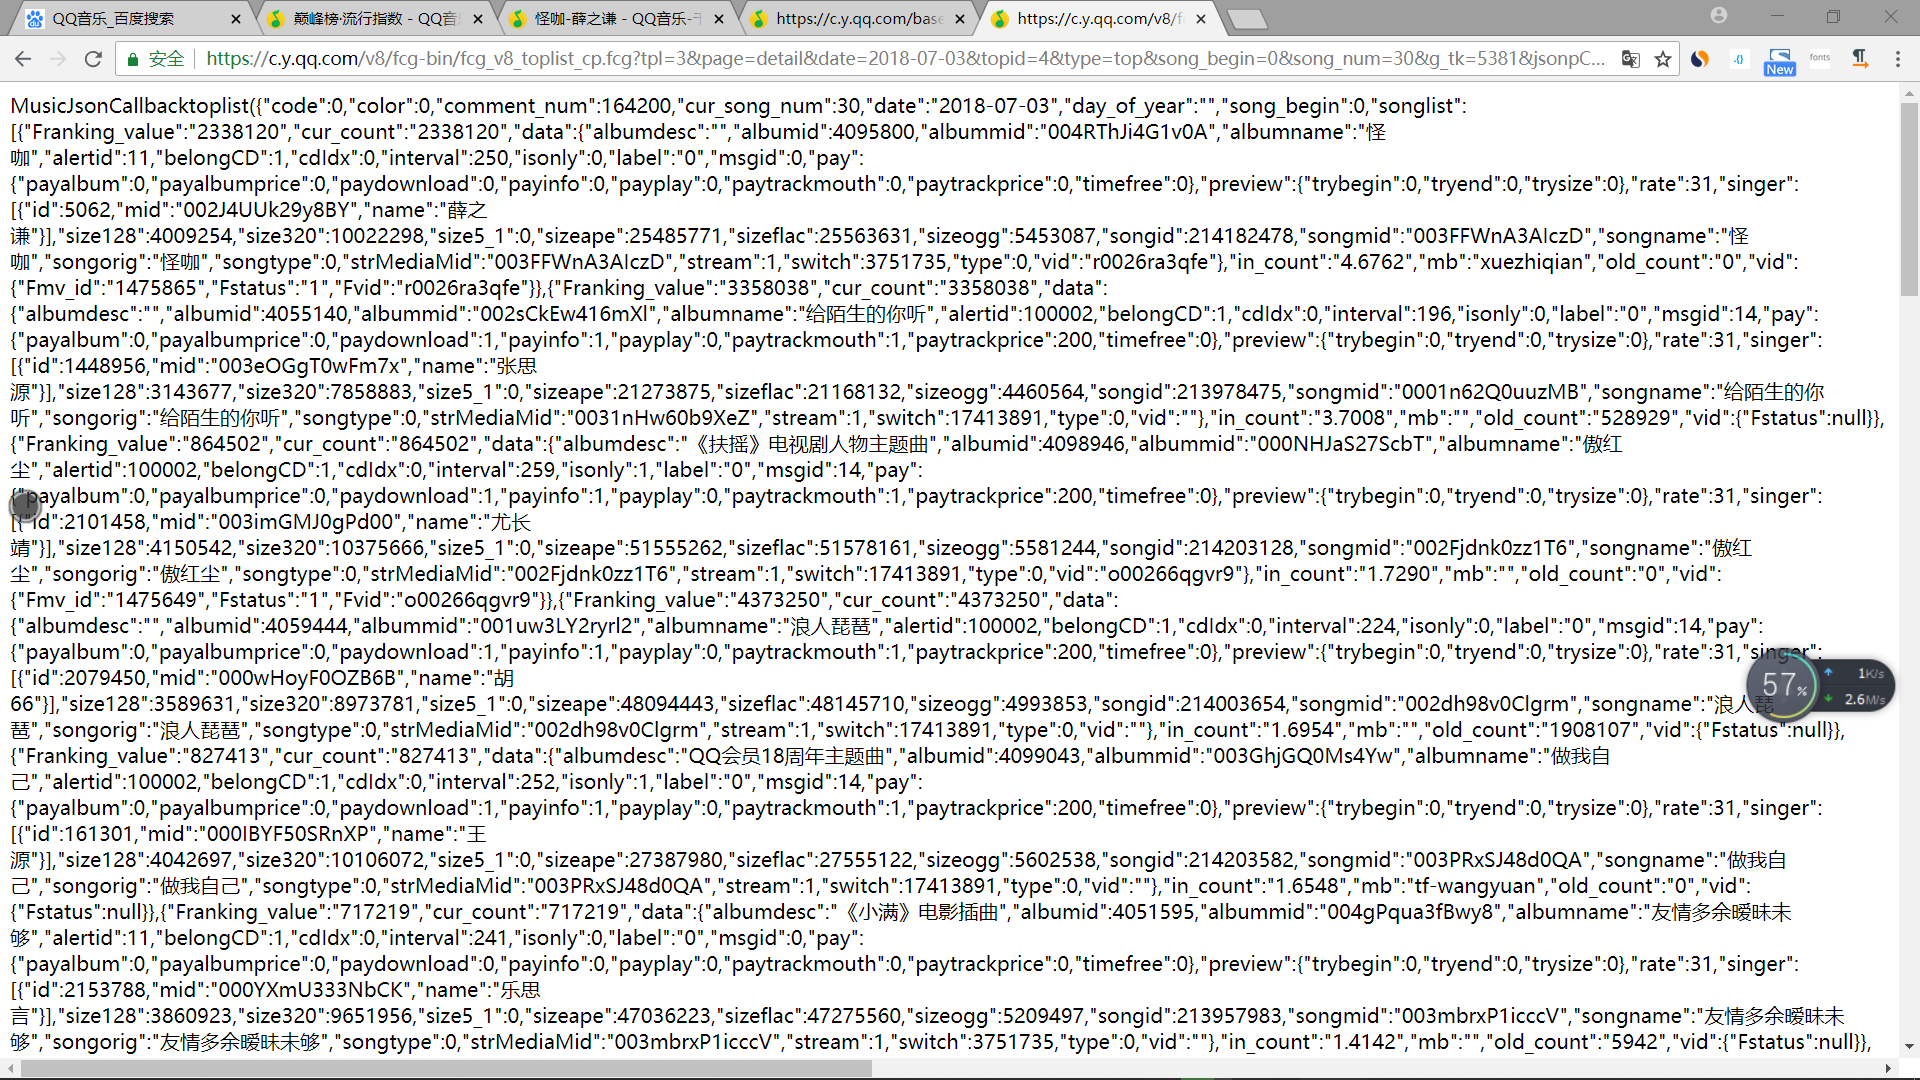 QQ音乐_百度搜索
巅峰榜·流行指数 - QQ音
怪咖-薛之谦 - QQ音乐-千
https://c.y.qq.com/base
https://c.y.qq.com/v8/f
安全 https://c.y.qq.com/v8/fcg-bin/fcg_v8_toplist_cp.fcg?tpl=3&page=detail&date=2018-07-03&topid=4&type=top&song_begin=0&song_num=30&g_tk=5381&jsonpC...
New
fonts
MusicJsonCallbacktoplist({"code":0,"color":0,"comment_num":164200,"cur_song_num":30,"date":"2018-07-03","day_of_year":"","song_begin":0,"songlist":
[{"Franking_value":"2338120","cur_count":"2338120","data":{"albumdesc":"","albumid":4095800,"albummid":"004RThJi4G1v0A","albumname":"怪
咖","alertid":11,"belongCD":1,"cdIdx":0,"interval":250,"isonly":0,"label":"0","msgid":0,"pay":
{"payalbum":0,"payalbumprice":0,"paydownload":0,"payinfo":0,"payplay":0,"paytrackmouth":0,"paytrackprice":0,"timefree":0},"preview":{"trybegin":0,"tryend":0,"trysize":0},"rate":31,"singer":
[{"id":5062,"mid":"002J4UUk29y8BY","name":"薛之
谦"}],"size128":4009254,"size320":10022298,"size5_1":0,"sizeape":25485771,"sizeflac":25563631,"sizeogg":5453087,"songid":214182478,"songmid":"003FFWnA3AIczD","songname":"怪
咖","songorig":"怪咖","songtype":0,"strMediaMid":"003FFWnA3AIczD","stream":1,"switch":3751735,"type":0,"vid":"r0026ra3qfe"},"in_count":"4.6762","mb":"xuezhiqian","old_count":"0","vid":
{"Fmv_id":"1475865","Fstatus":"1","Fvid":"r0026ra3qfe"}},{"Franking_value":"3358038","cur_count":"3358038","data":
{"albumdesc":"","albumid":4055140,"albummid":"002sCkEw416mXl","albumname":"给陌生的你听","alertid":100002,"belongCD":1,"cdIdx":0,"interval":196,"isonly":0,"label":"0","msgid":14,"pay":
{"payalbum":0,"payalbumprice":0,"paydownload":1,"payinfo":1,"payplay":0,"paytrackmouth":1,"paytrackprice":200,"timefree":0},"preview":{"trybegin":0,"tryend":0,"trysize":0},"rate":31,"singer":
[{"id":1448956,"mid":"003eOGgT0wFm7x","name":"张思
源"}],"size128":3143677,"size320":7858883,"size5_1":0,"sizeape":21273875,"sizeflac":21168132,"sizeogg":4460564,"songid":213978475,"songmid":"0001n62Q0uuzMB","songname":"给陌生的你
听","songorig":"给陌生的你听","songtype":0,"strMediaMid":"0031nHw60b9XeZ","stream":1,"switch":17413891,"type":0,"vid":""},"in_count":"3.7008","mb":"","old_count":"528929","vid":{"Fstatus":null}},
{"Franking_value":"864502","cur_count":"864502","data":{"albumdesc":"《扶摇》电视剧人物主题曲","albumid":4098946,"albummid":"000NHJaS27ScbT","albumname":"傲红
尘","alertid":100002,"belongCD":1,"cdIdx":0,"interval":259,"isonly":1,"label":"0","msgid":14,"pay":
{"payalbum":0,"payalbumprice":0,"paydownload":1,"payinfo":1,"payplay":0,"paytrackmouth":1,"paytrackprice":200,"timefree":0},"preview":{"trybegin":0,"tryend":0,"trysize":0},"rate":31,"singer":
[{"id":2101458,"mid":"003imGMJ0gPd00","name":"尤长
靖"}],"size128":4150542,"size320":10375666,"size5_1":0,"sizeape":51555262,"sizeflac":51578161,"sizeogg":5581244,"songid":214203128,"songmid":"002Fjdnk0zz1T6","songname":"傲红
尘","songorig":"傲红尘","songtype":0,"strMediaMid":"002Fjdnk0zz1T6","stream":1,"switch":17413891,"type":0,"vid":"o00266qgvr9"},"in_count":"1.7290","mb":"","old_count":"0","vid":
{"Fmv_id":"1475649","Fstatus":"1","Fvid":"o00266qgvr9"}},{"Franking_value":"4373250","cur_count":"4373250","data":
{"albumdesc":"","albumid":4059444,"albummid":"001uw3LY2ryrl2","albumname":"浪人琵琶","alertid":100002,"belongCD":1,"cdIdx":0,"interval":224,"isonly":0,"label":"0","msgid":14,"pay":
{"payalbum":0,"payalbumprice":0,"paydownload":1,"payinfo":1,"payplay":0,"paytrackmouth":1,"paytrackprice":200,"timefree":0},"preview":{"trybegin":0,"tryend":0,"trysize":0},"rate":31,"singer":
[{"id":2079450,"mid":"000wHoyF0OZB6B","name":"胡
66"}],"size128":3589631,"size320":8973781,"size5_1":0,"sizeape":48094443,"sizeflac":48145710,"sizeogg":4993853,"songid":214003654,"songmid":"002dh98v0Clgrm","songname":"浪人琵
琶","songorig":"浪人琵琶","songtype":0,"strMediaMid":"002dh98v0Clgrm","stream":1,"switch":17413891,"type":0,"vid":""},"in_count":"1.6954","mb":"","old_count":"1908107","vid":{"Fstatus":null}},
{"Franking_value":"827413","cur_count":"827413","data":{"albumdesc":"QQ会员18周年主题曲","albumid":4099043,"albummid":"003GhjGQ0Ms4Yw","albumname":"做我自
己","alertid":100002,"belongCD":1,"cdIdx":0,"interval":252,"isonly":1,"label":"0","msgid":14,"pay":
{"payalbum":0,"payalbumprice":0,"paydownload":1,"payinfo":1,"payplay":0,"paytrackmouth":1,"paytrackprice":200,"timefree":0},"preview":{"trybegin":0,"tryend":0,"trysize":0},"rate":31,"singer":
[{"id":161301,"mid":"000IBYF50SRnXP","name":"王
源"}],"size128":4042697,"size320":10106072,"size5_1":0,"sizeape":27387980,"sizeflac":27555122,"sizeogg":5602538,"songid":214203582,"songmid":"003PRxSJ48d0QA","songname":"做我自
己","songorig":"做我自己","songtype":0,"strMediaMid":"003PRxSJ48d0QA","stream":1,"switch":17413891,"type":0,"vid":""},"in_count":"1.6548","mb":"tf-wangyuan","old_count":"0","vid":
{"Fstatus":null}},{"Franking_value":"717219","cur_count":"717219","data":{"albumdesc":"《小满》电影插曲","albumid":4051595,"albummid":"004gPqua3fBwy8","albumname":"友情多余暧昧未
够","alertid":11,"belongCD":1,"cdIdx":0,"interval":241,"isonly":0,"label":"0","msgid":0,"pay":
{"payalbum":0,"payalbumprice":0,"paydownload":0,"payinfo":0,"payplay":0,"paytrackmouth":0,"paytrackprice":0,"timefree":0},"preview":{"trybegin":0,"tryend":0,"trysize":0},"rate":31,"singer":
[{"id":2153788,"mid":"000YXmU333NbCK","name":"乐思
言"}],"size128":3860923,"size320":9651956,"size5_1":0,"sizeape":47036223,"sizeflac":47275560,"sizeogg":5209497,"songid":213957983,"songmid":"003mbrxP1icccV","songname":"友情多余暧昧未
够","songorig":"友情多余暧昧未够","songtype":0,"strMediaMid":"003mbrxP1icccV","stream":1,"switch":3751735,"type":0,"vid":""},"in_count":"1.4142","mb":"","old_count":"5942","vid":{"Fstatus":null}},
57%
1K/s
2.6M/s